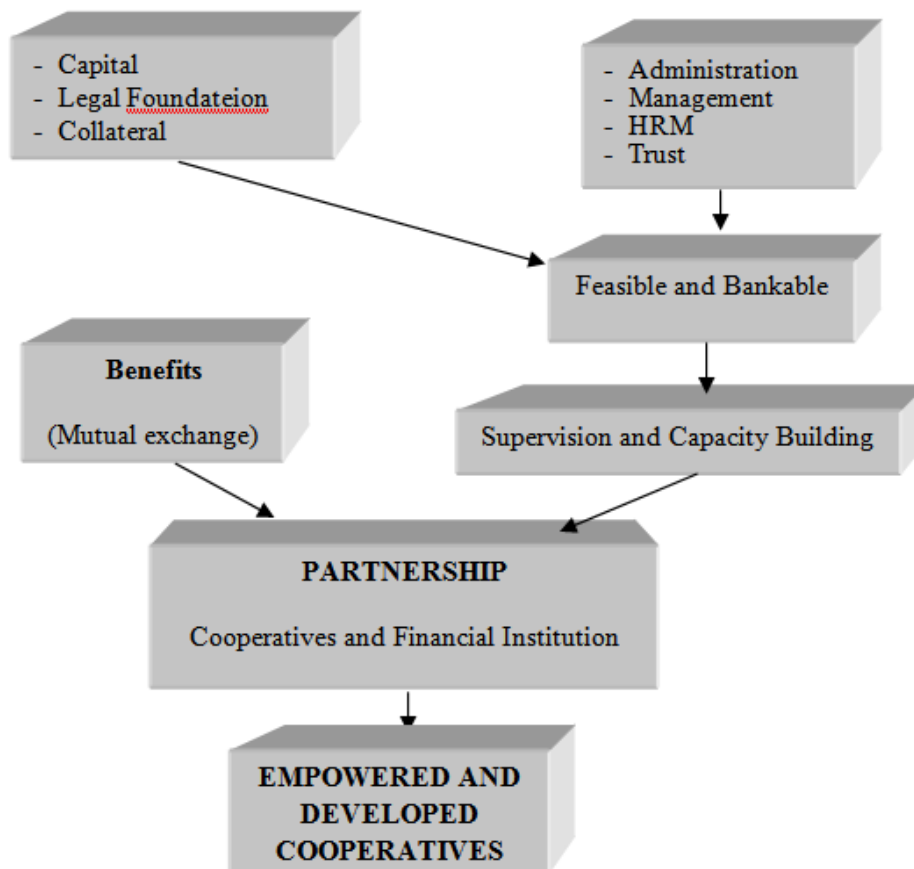 - Capital
- Legal Foundateion
- Collateral
- Administration
- Management
- HRM
- Trust
Feasible and Bankable
Benefits
(Mutual exchange)
Supervision and Capacity Building
PARTNERSHIP
Cooperatives and Financial Institution
EMPOWERED AND
DEVELOPED
COOPERATIVES